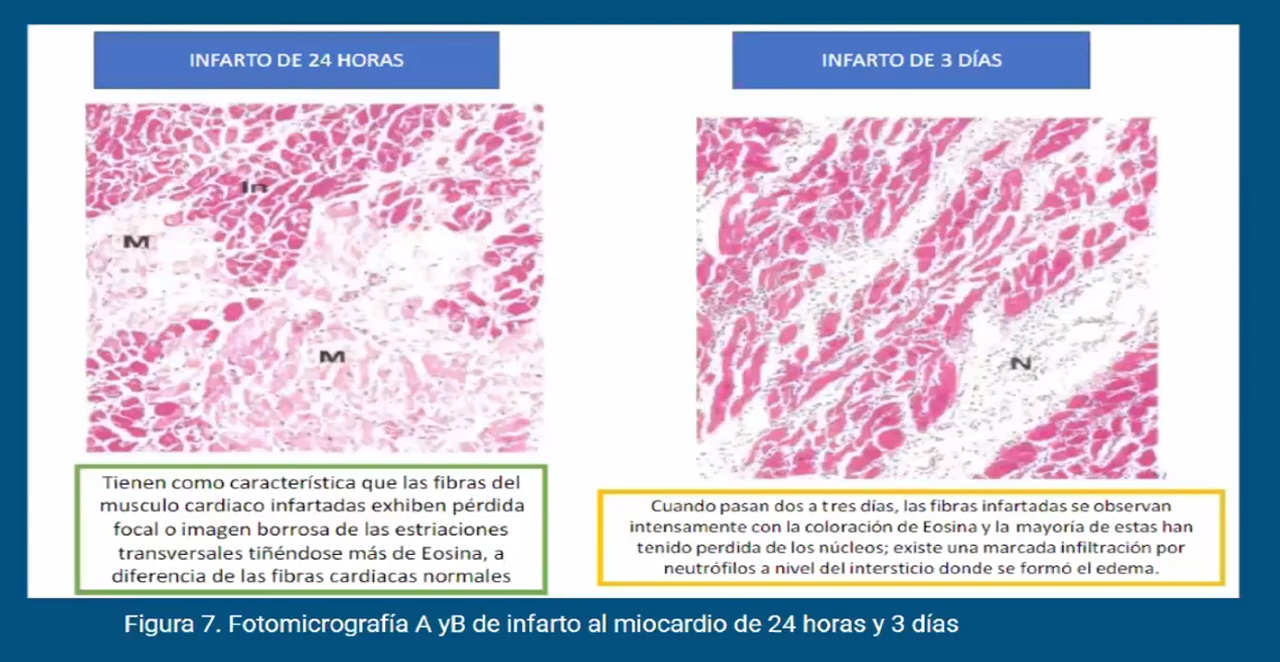 INFARTO DE 24 HORAS
INFARTO DE 3 DÍAS
In
M
M
N
Tienen como característica que las fibras del
musculo cardiaco infartadas exhiben pérdida
focal o imagen borrosa de las estriaciones
transversales tiñéndose más de Eosina, a
diferencia de las fibras cardiacas normales
Cuando pasan dos a tres días, las fibras infartadas se observan
intensamente con la coloración de Eosina y la mayoría de estas han
tenido perdida de los núcleos; existe una marcada infiltración por
neutrófilos a nivel del intersticio donde se formó el edema.
Figura 7. Fotomicrografía A yB de infarto al miocardio de 24 horas y 3 días